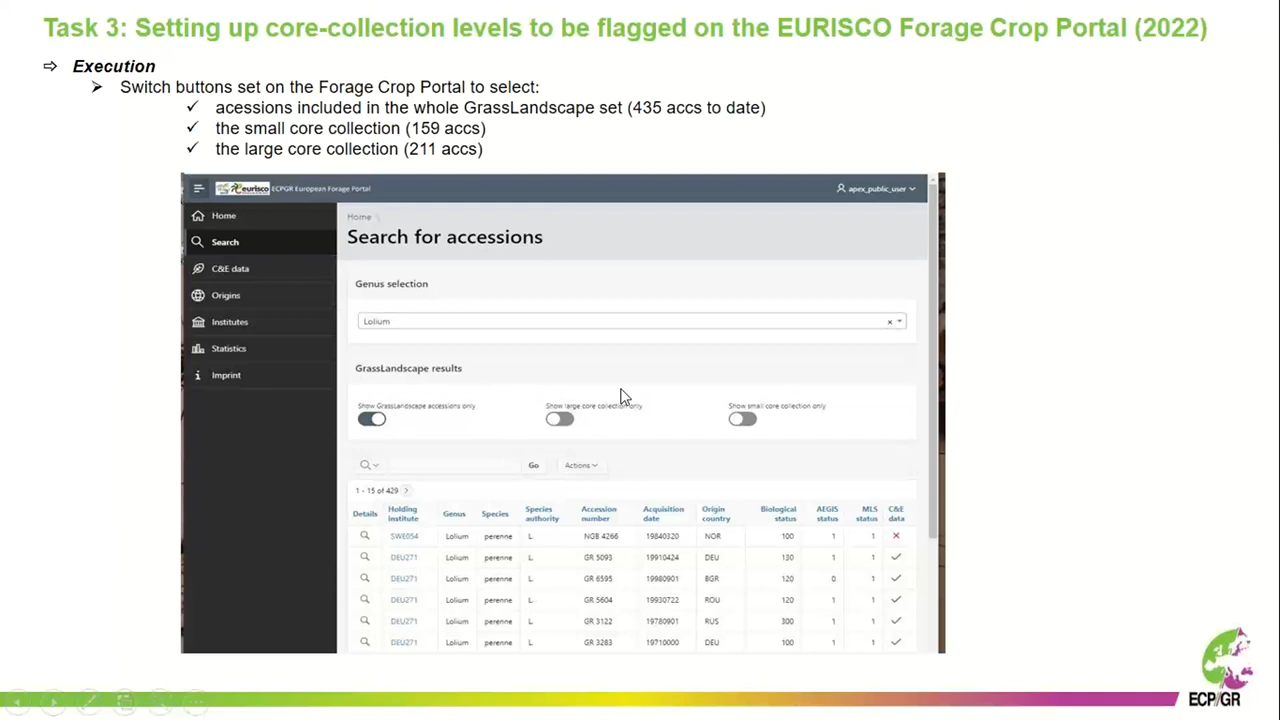 Task 3: Setting up core-collection levels to be flagged on the EURISCO Forage Crop Portal (2022)
Execution
Switch buttons set on the Forage Crop Portal to select:
acessions included in the whole GrassLandscape set (435 accs to date)
the small core collection (159 accs)
the large core collection (211 accs)
eurisco ECPGR European Forage Portal apex_public_user
Home
Search
C&E data
Origins
Institutes
Statistics
Imprint
Home
Search for accessions
Genus selection
Lolium
GrassLandscape results
Show GrassLandscape accessions only Show large core collection only Show small core collection only
Go Actions
1 - 15 of 429
Details Holding institute Genus Species Species authority Accession number Acquisition date Origin country Biological status AEGIS status MLS status C&E data
SWE054 Lolium perenne L. NGB 4266 19840320 NOR 100 1 1
DEU271 Lolium perenne L. GR 5093 19910424 DEU 130 1 1
DEU271 Lolium perenne L. GR 6595 19980901 BGR 120 0 1
DEU271 Lolium perenne L. GR 5604 19930722 ROU 120 1 1
DEU271 Lolium perenne L. GR 3122 19780901 RUS 300 1 1
DEU271 Lolium perenne L. GR 3283 19710000 DEU 100 1 1
ECP/GR